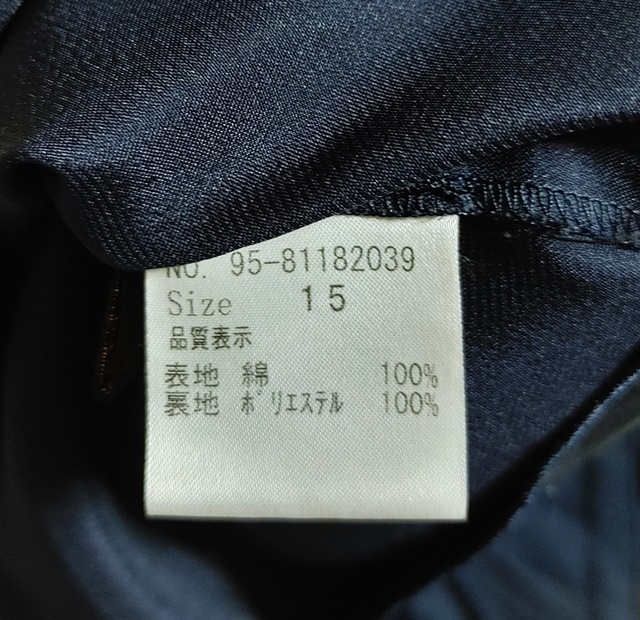 NO. 95-81182039
Size 15
品質表示
表地 綿 100%
裏地 ポリエステル 100%